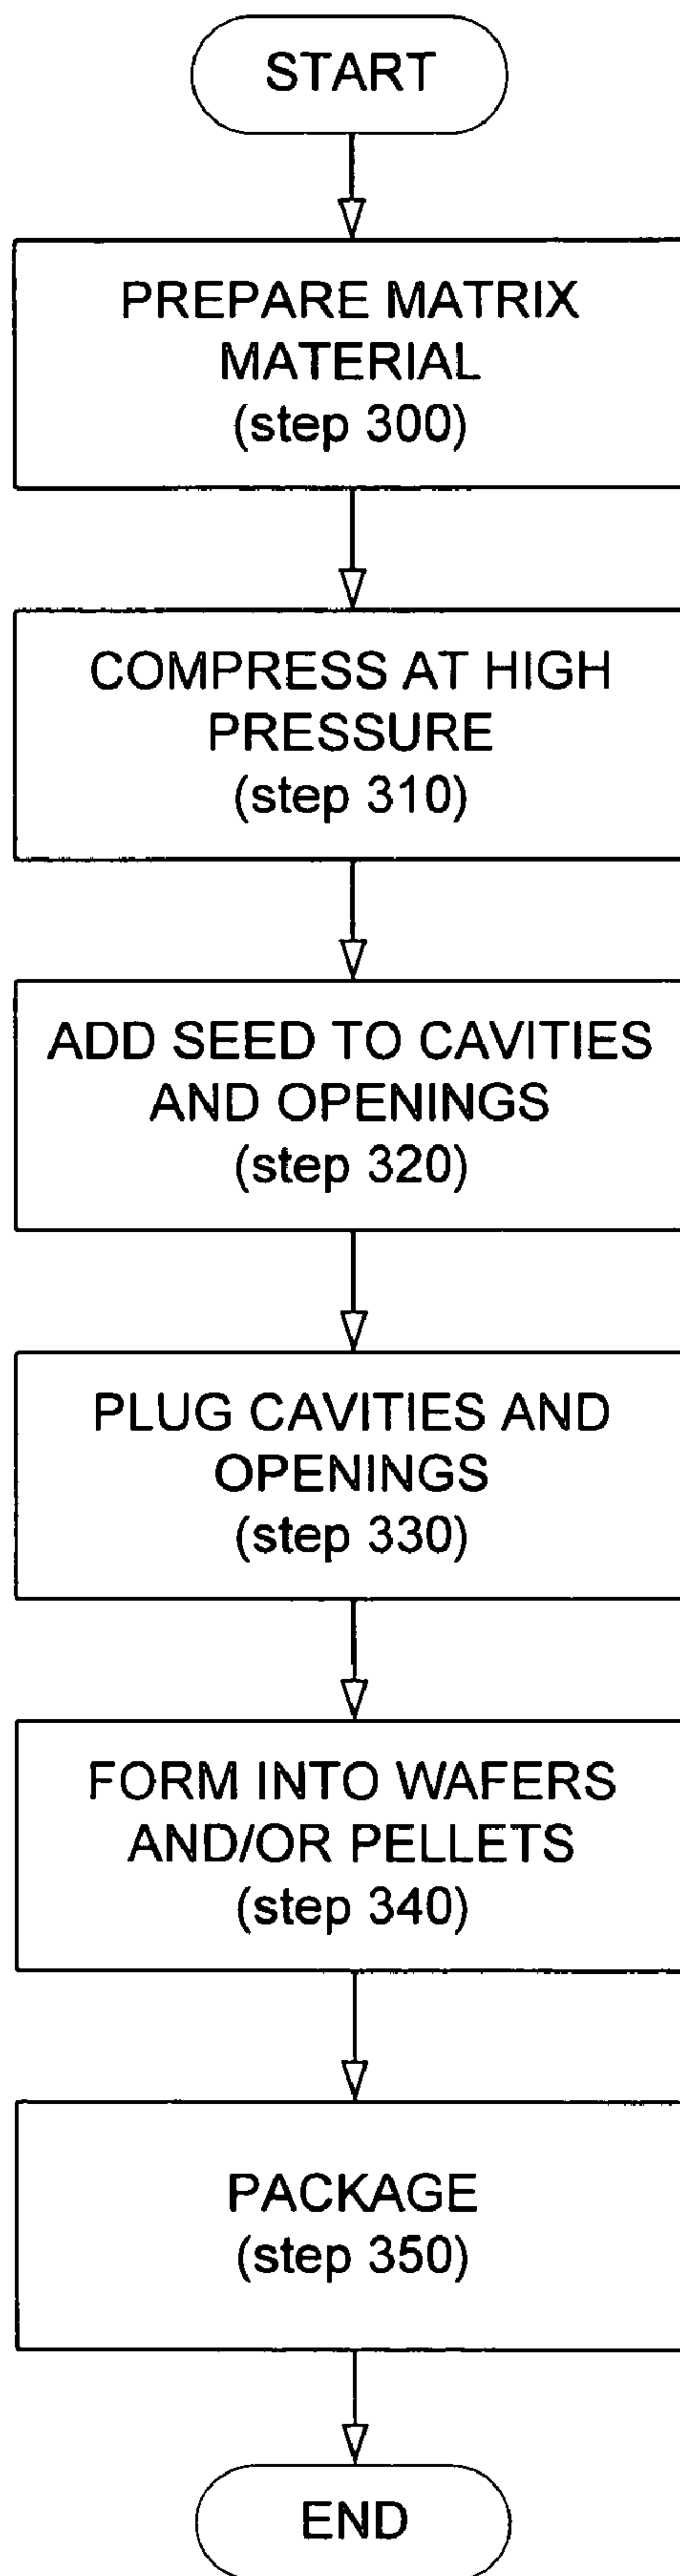 START
PREPARE MATRIX
MATERIAL
(step 300)
COMPRESS AT HIGH
PRESSURE
(step 310)
ADD SEED TO CAVITIES
AND OPENINGS
(step 320)
PLUG CAVITIES AND
OPENINGS
(step 330)
FORM INTO WAFERS
AND/OR PELLETS
(step 340)
PACKAGE
(step 350)
END